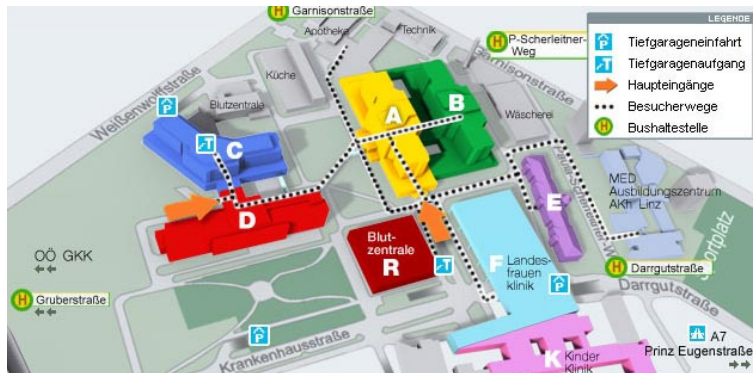 H Garnisonstraße
Apotheke
Technik
H P-Scherleitner-
Weg
Garnisonstraße
LEGENDE
P Tiefgarageneinfahrt
T Tiefgaragenaufgang
Haupteingänge
Besucherwege
H Bushaltestelle
Weißenwolffstraße
Küche
P
Blutzentrale
Wäscherei
A
B
T
C
D
E
MED
Ausbildungszentrum
AKh Linz
Sportplatz
OÖ GKK
Blut-
zentrale
R
T
F
Landes-
frauen
klinik
P
H Darrgutstraße
Darrgutstraße
H Gruberstraße
P
Krankenhausstraße
K
Kinder
Klinik
A7
Prinz Eugenstraße